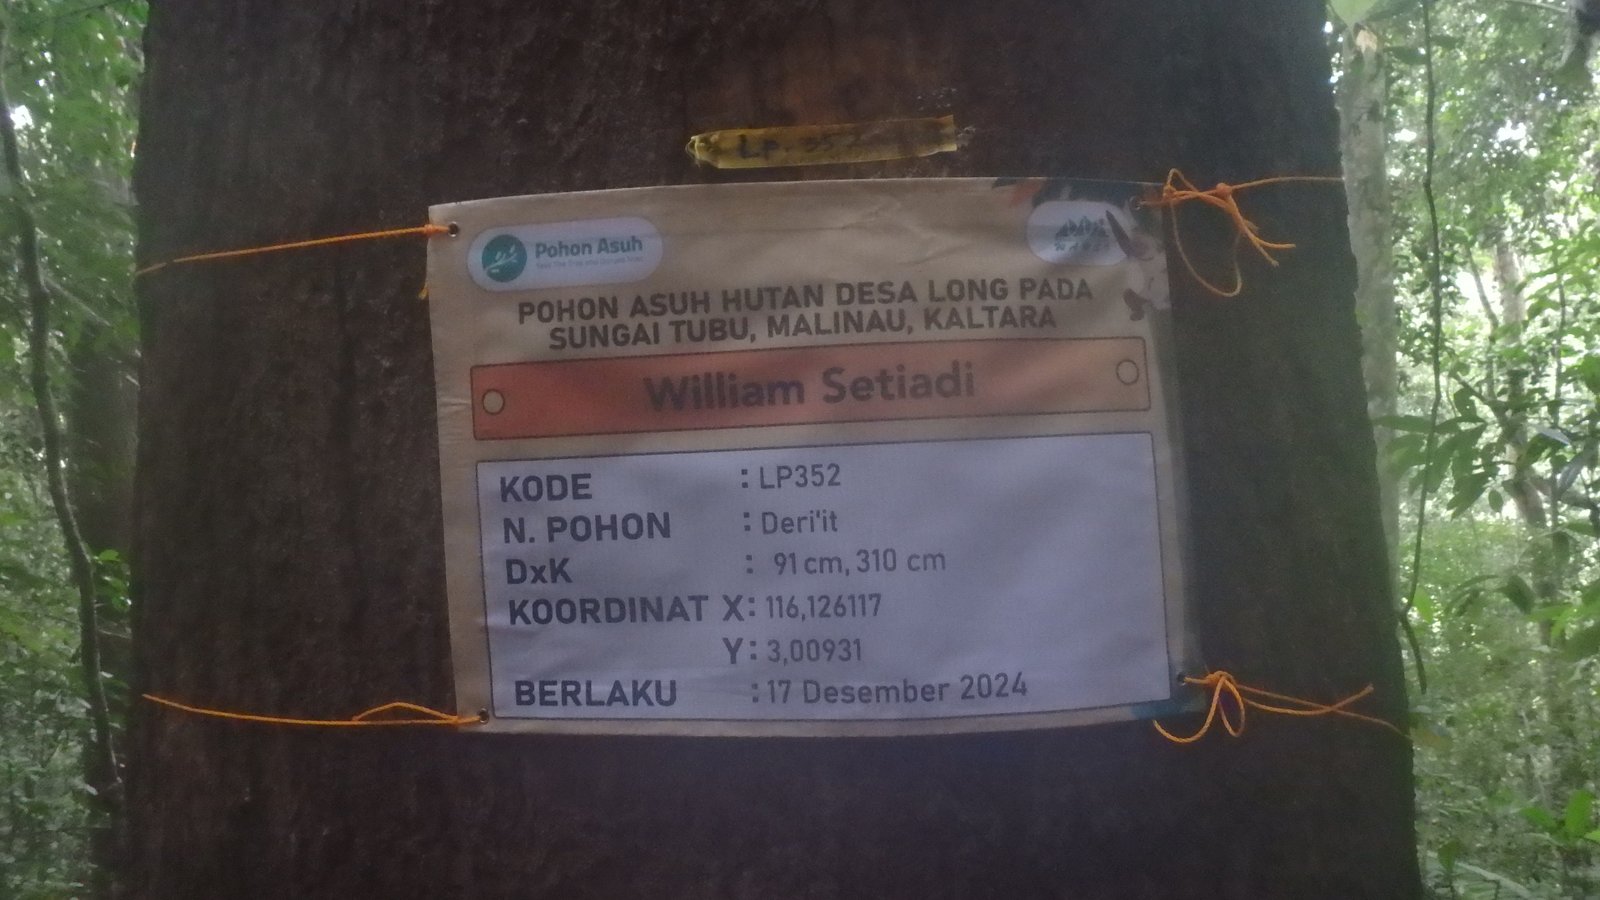 Lp. 352
Pohon Asuh
POHON ASUH HUTAN DESA LONG PADA
SUNGAI TUBU, MALINAU, KALTARA
William Setiadi
KODE : LP352
N. POHON : Deri'it
DxK : 91 cm, 310 cm
KOORDINAT X: 116,126117
Y: 3,00931
BERLAKU : 17 Desember 2024